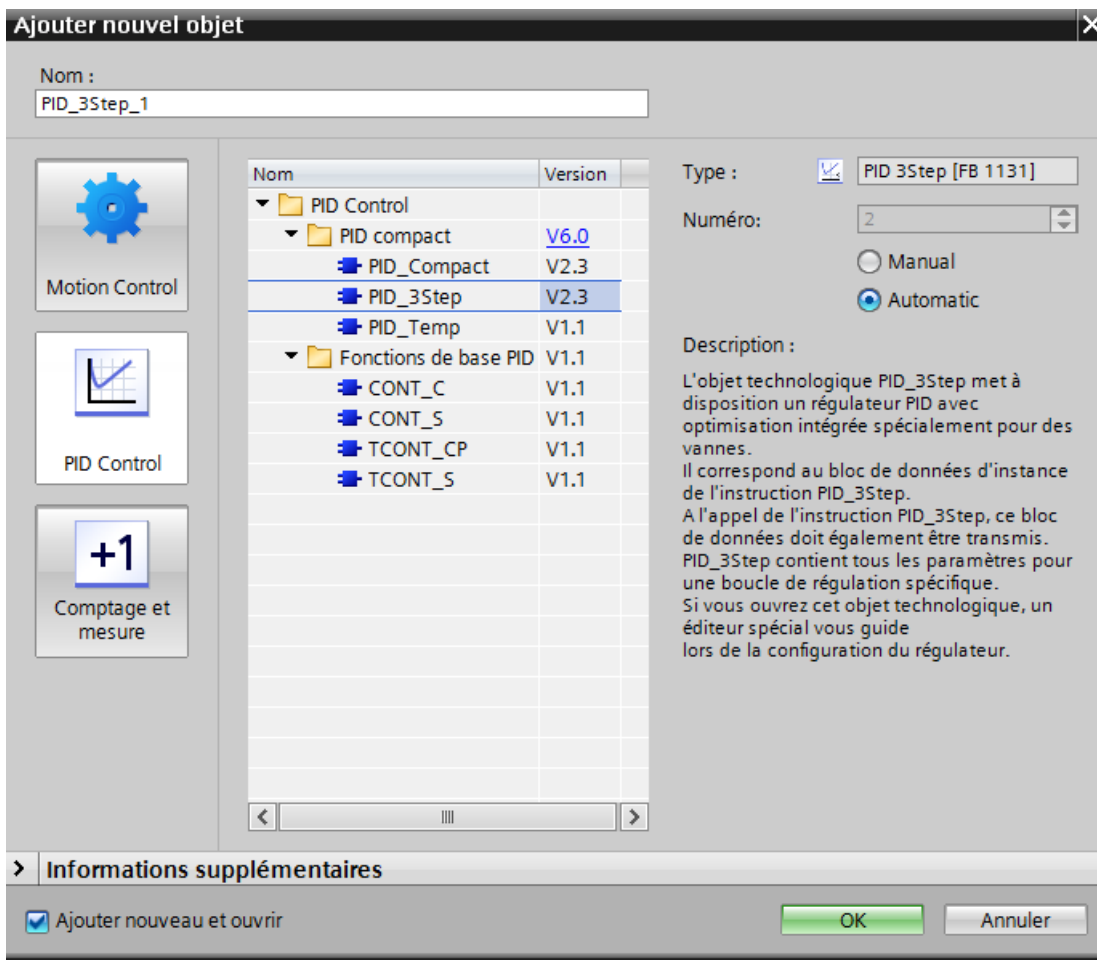 Ajouter nouvel objet
Nom :
PID_3Step_1
Motion Control
PID Control
+1
Comptage et
mesure
Nom Version
PID Control
PID compact V6.0
PID_Compact V2.3
PID_3Step V2.3
PID_Temp V1.1
Fonctions de base PID V1.1
CONT_C V1.1
CONT_S V1.1
TCONT_CP V1.1
TCONT_S V1.1
Type : PID 3Step [FB 1131]
Numéro: 2
Manual
Automatic
Description :
L'objet technologique PID_3Step met à
disposition un régulateur PID avec
optimisation intégrée spécialement pour des
vannes.
Il correspond au bloc de données d'instance
de l'instruction PID_3Step.
A l'appel de l'instruction PID_3Step, ce bloc
de données doit également être transmis.
PID_3Step contient tous les paramètres pour
une boucle de régulation spécifique.
Si vous ouvrez cet objet technologique, un
éditeur spécial vous guide
lors de la configuration du régulateur.
Informations supplémentaires
Ajouter nouveau et ouvrir
OK
Annuler